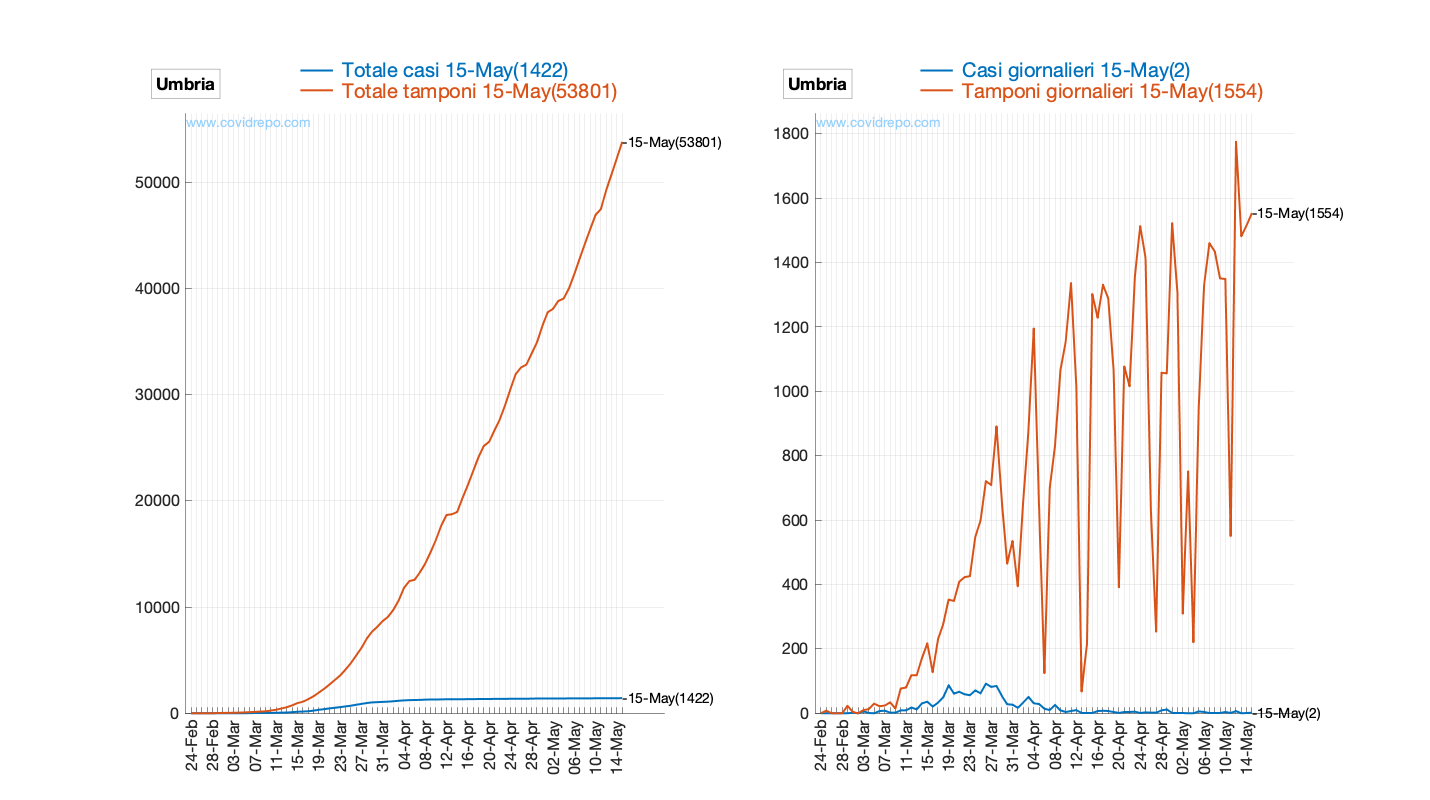 Umbria
Totale casi 15-May(1422)
Totale tamponi 15-May(53801)
www.covidrepo.com
15-May(53801)
50000
40000
30000
20000
10000
0
15-May(1422)
24-Feb
28-Feb
03-Mar
07-Mar
11-Mar
15-Mar
19-Mar
23-Mar
27-Mar
31-Mar
04-Apr
08-Apr
12-Apr
16-Apr
20-Apr
24-Apr
28-Apr
02-May
06-May
10-May
14-May
Umbria
Casi giornalieri 15-May(2)
Tamponi giornalieri 15-May(1554)
www.covidrepo.com
1800
1600
15-May(1554)
1400
1200
1000
800
600
400
200
0
15-May(2)
24-Feb
28-Feb
03-Mar
07-Mar
11-Mar
15-Mar
19-Mar
23-Mar
27-Mar
31-Mar
04-Apr
08-Apr
12-Apr
16-Apr
20-Apr
24-Apr
28-Apr
02-May
06-May
10-May
14-May